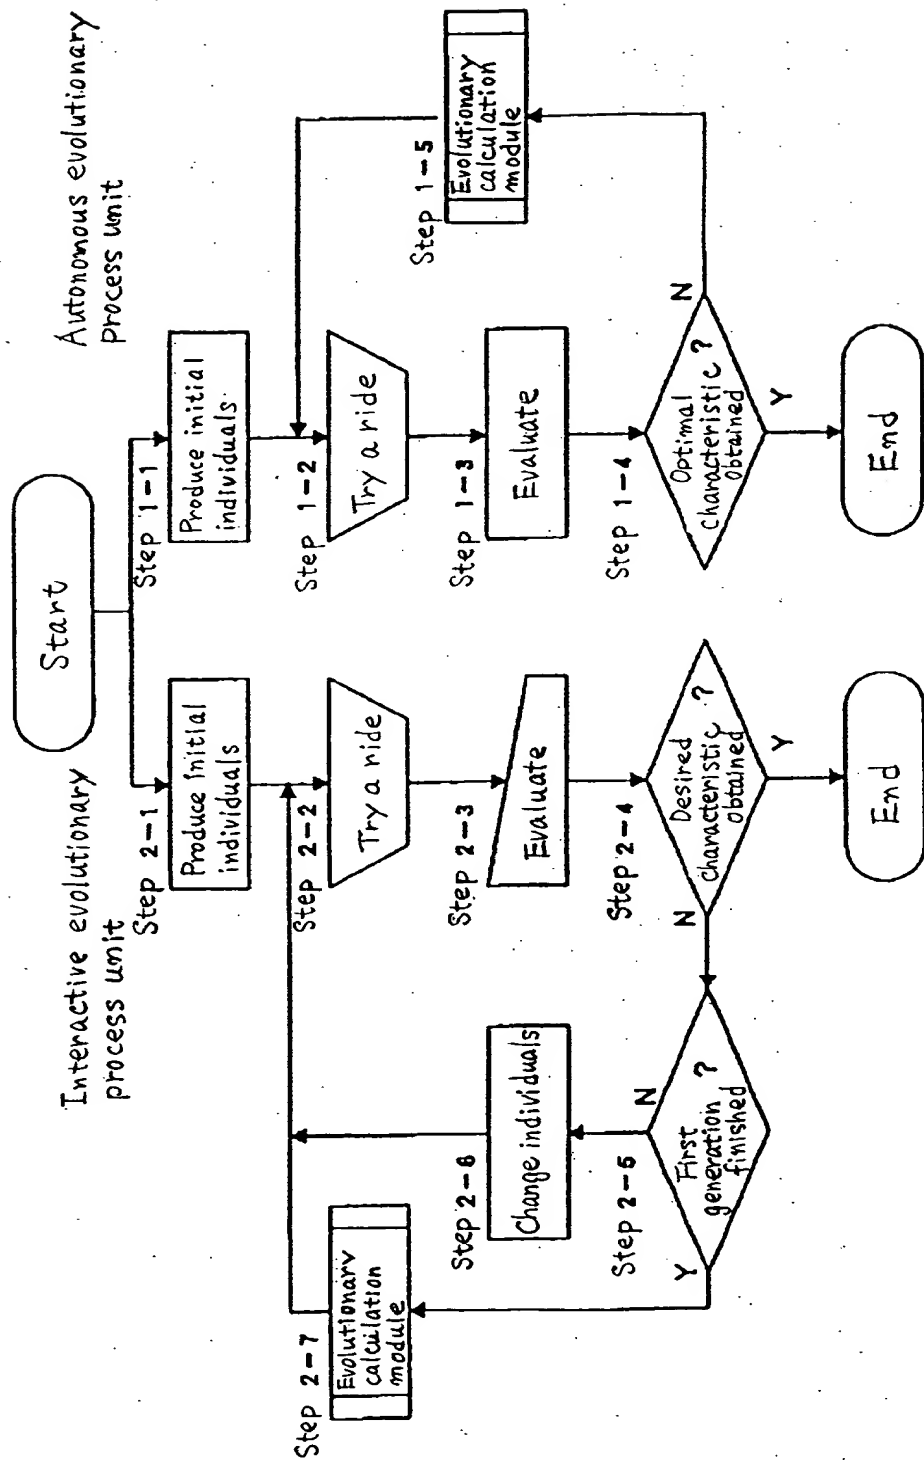 Start
Interactive evolutionary
process unit
Step 2-1
Produce initial
individuals
Step 2-2
Try a ride
Step 2-3
Evaluate
Step 2-4
Desired
characteristic ?
obtained
Y
N
End
First
generation ?
finished
Step 2-5
N
Y
Step 2-6
Change individuals
Step 2-7
Evolutionary
calculation
module
Autonomous evolutionary
process unit
Step 1-1
Produce initial
individuals
Step 1-2
Try a ride
Step 1-3
Evaluate
Step 1-4
Optimal
characteristic ?
obtained
Y
N
End
Step 1-5
Evolutionary
calculation
module